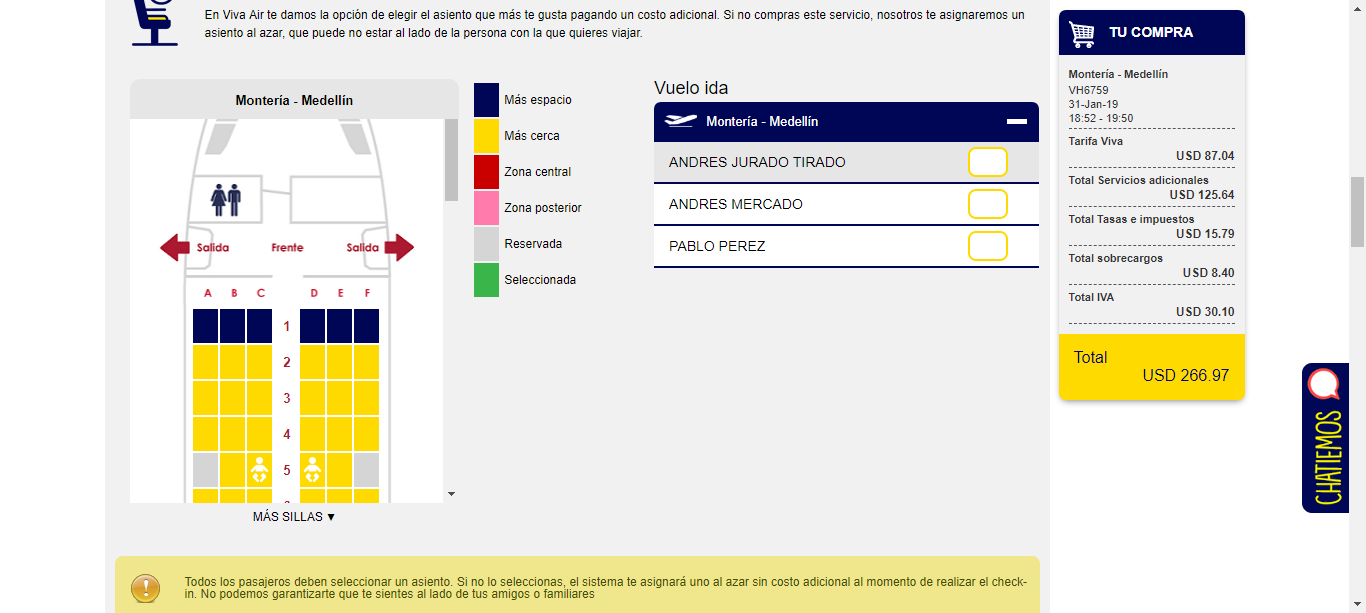 En Viva Air te damos la opción de elegir el asiento que más te gusta pagando un costo adicional. Si no compras este servicio, nosotros te asignaremos un
asiento al azar, que puede no estar al lado de la persona con la que quieres viajar.
Montería - Medellín
Salida
Frente
Salida
A B C D E F
1
2
3
4
5
MÁS SILLAS ▼
Más espacio
Más cerca
Zona central
Zona posterior
Reservada
Seleccionada
Vuelo ida
Montería - Medellín
ANDRES JURADO TIRADO
ANDRES MERCADO
PABLO PEREZ
TU COMPRA
Montería - Medellín
VH6759
31-Jan-19
18:52 - 19:50
Tarifa Viva
USD 87.04
Total Servicios adicionales
USD 125.64
Total Tasas e impuestos
USD 15.79
Total sobrecargos
USD 8.40
Total IVA
USD 30.10
Total
USD 266.97
CHATIEMOS
Todos los pasajeros deben seleccionar un asiento. Si no lo seleccionas, el sistema te asignará uno al azar sin costo adicional al momento de realizar el check-
in. No podemos garantizarte que te sientes al lado de tus amigos o familiares